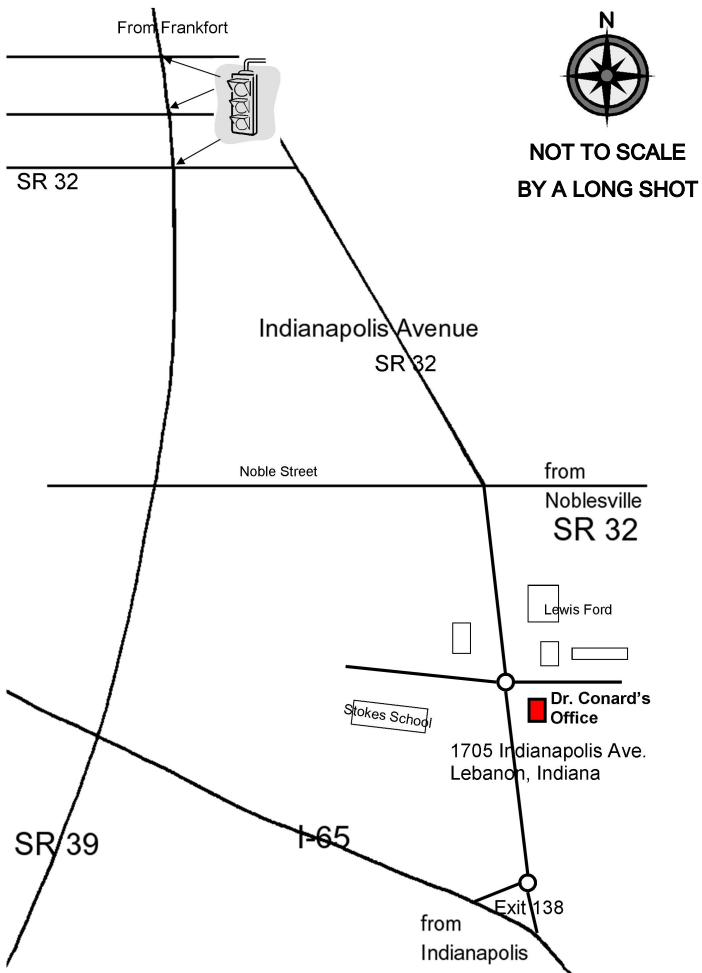 From Frankfort
N
NOT TO SCALE
BY A LONG SHOT
SR 32
Indianapolis Avenue
SR 32
Noble Street
from
Noblesville
SR 32
Lewis Ford
Dr. Conard's
Office
Stokes School
1705 Indianapolis Ave.
Lebanon, Indiana
SR 39
I-65
Exit 138
from
Indianapolis